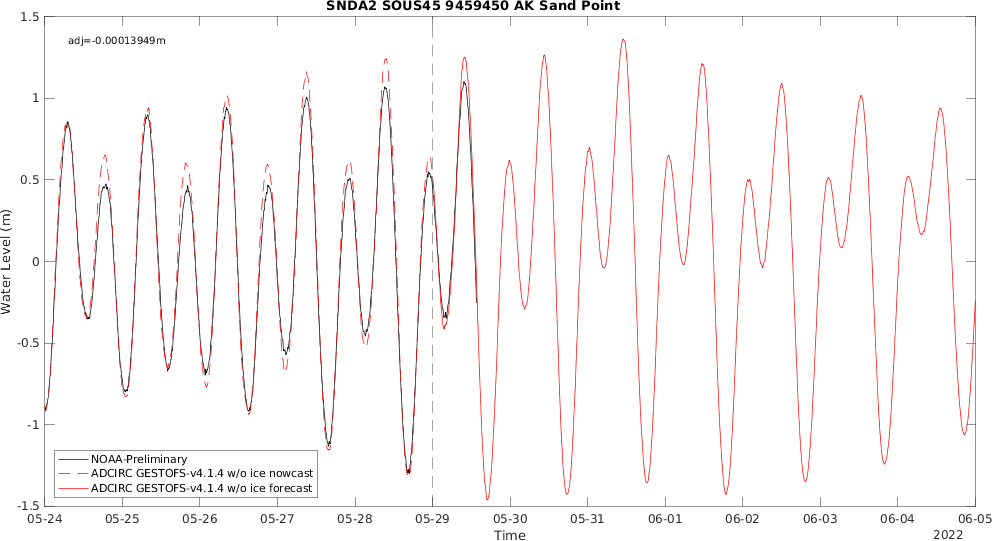 SNDA2 SOUS45 9459450 AK Sand Point
adj=-0.00013949m
1.5
1
0.5
0
-0.5
-1
-1.5
Water Level (m)
NOAA-Preliminary
ADCIRC GESTOFS-v4.1.4 w/o ice nowcast
ADCIRC GESTOFS-v4.1.4 w/o ice forecast
05-24 05-25 05-26 05-27 05-28 05-29 05-30 05-31 06-01 06-02 06-03 06-04 06-05
Time
2022